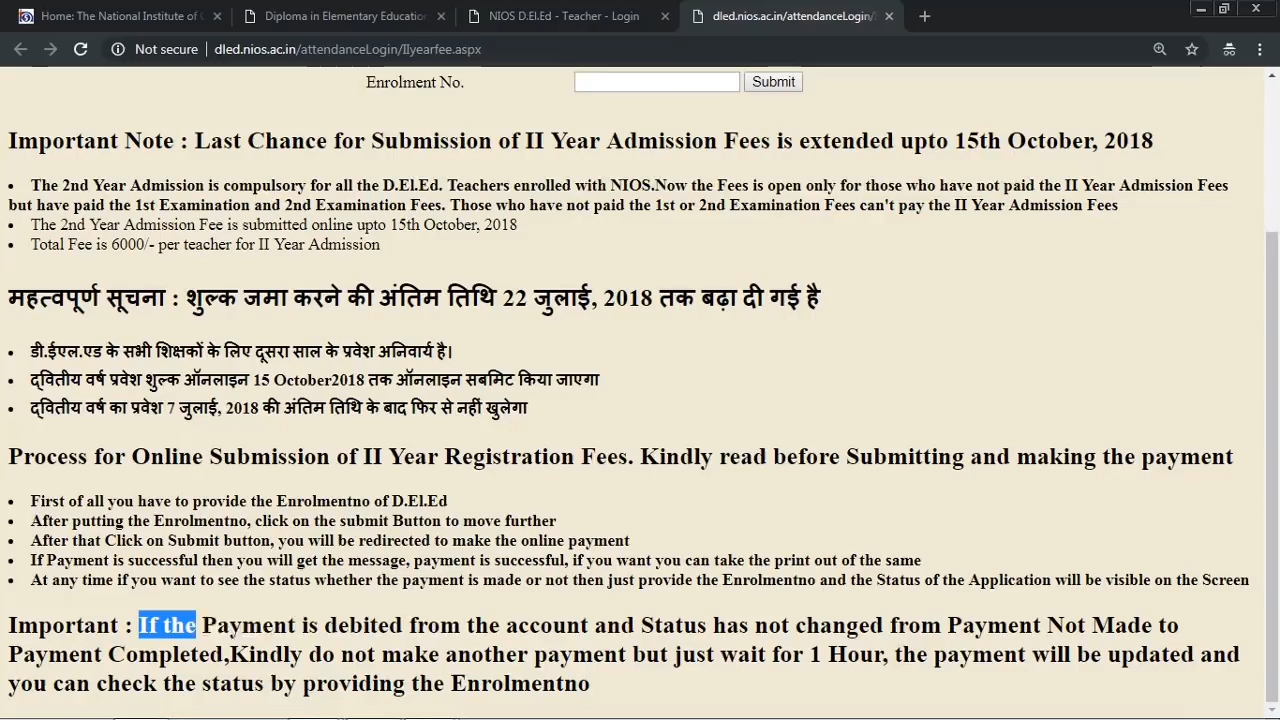 Home: The National Institute of
Diploma in Elementary Educatio
NIOS D.El.Ed - Teacher - Login
dled.nios.ac.in/attendanceLogin/
Not secure | dled.nios.ac.in/attendanceLogin/IIyearfee.aspx
Enrolment No. Submit
Important Note : Last Chance for Submission of II Year Admission Fees is extended upto 15th October, 2018
• The 2nd Year Admission is compulsory for all the D.El.Ed. Teachers enrolled with NIOS.Now the Fees is open only for those who have not paid the II Year Admission Fees
but have paid the 1st Examination and 2nd Examination Fees. Those who have not paid the 1st or 2nd Examination Fees can't pay the II Year Admission Fees
• The 2nd Year Admission Fee is submitted online upto 15th October, 2018
• Total Fee is 6000/- per teacher for II Year Admission
महत्वपूर्ण सूचना : शुल्क जमा करने की अंतिम तिथि 22 जुलाई, 2018 तक बढ़ा दी गई है
• डी.ईएल.एड के सभी शिक्षकों के लिए दूसरा साल के प्रवेश अनिवार्य है।
• द्वितीय वर्ष प्रवेश शुल्क ऑनलाइन 15 October2018 तक ऑनलाइन सबमिट किया जाएगा
• द्वितीय वर्ष का प्रवेश 7 जुलाई, 2018 की अंतिम तिथि के बाद फिर से नहीं खुलेगा
Process for Online Submission of II Year Registration Fees. Kindly read before Submitting and making the payment
• First of all you have to provide the Enrolmentno of D.El.Ed
• After putting the Enrolmentno, click on the submit Button to move further
• After that Click on Submit button, you will be redirected to make the online payment
• If Payment is successful then you will get the message, payment is successful, if you want you can take the print out of the same
• At any time if you want to see the status whether the payment is made or not then just provide the Enrolmentno and the Status of the Application will be visible on the Screen
Important : If the Payment is debited from the account and Status has not changed from Payment Not Made to
Payment Completed,Kindly do not make another payment but just wait for 1 Hour, the payment will be updated and
you can check the status by providing the Enrolmentno